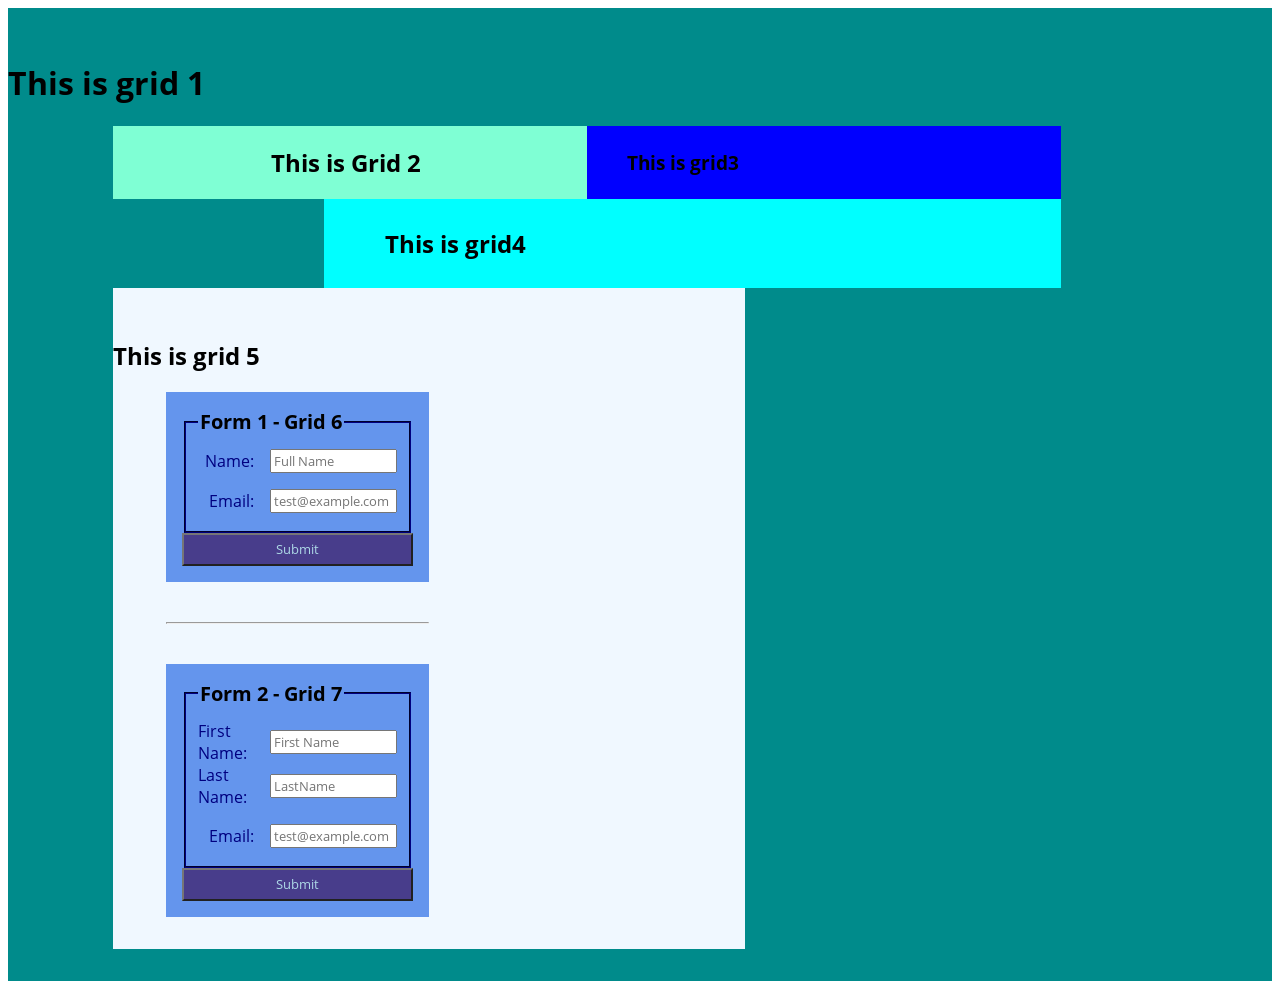 This is grid 1
This is Grid 2
This is grid3
This is grid4
This is grid 5
Form 1 - Grid 6
Name: Full Name
Email: test@example.com
Submit
Form 2 - Grid 7
First
Name: First Name
Last
Name: LastName
Email: test@example.com
Submit